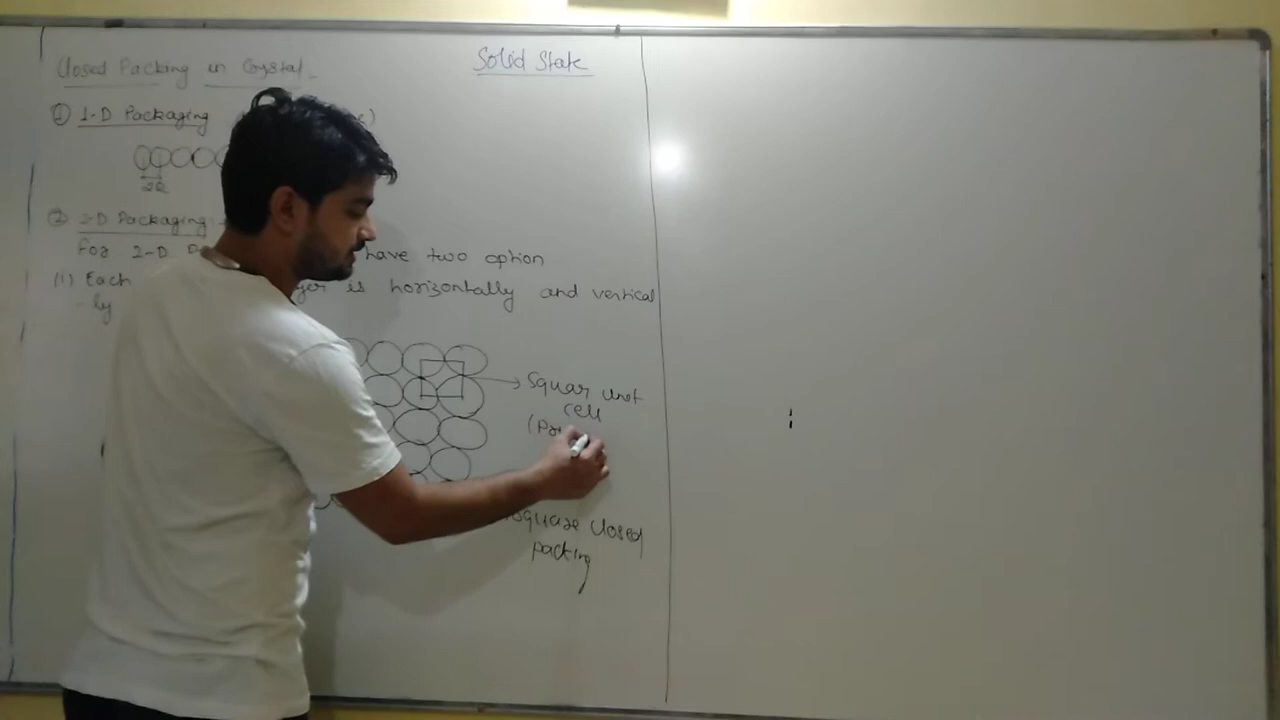 Solid State
Closed Packing in Crystal
① 1-D Packaging
2R
② 2-D Packaging
for 2-D have two option
(i) Each is horizontally and vertical
- ly
Squar unit
cell
Square Closed
packing